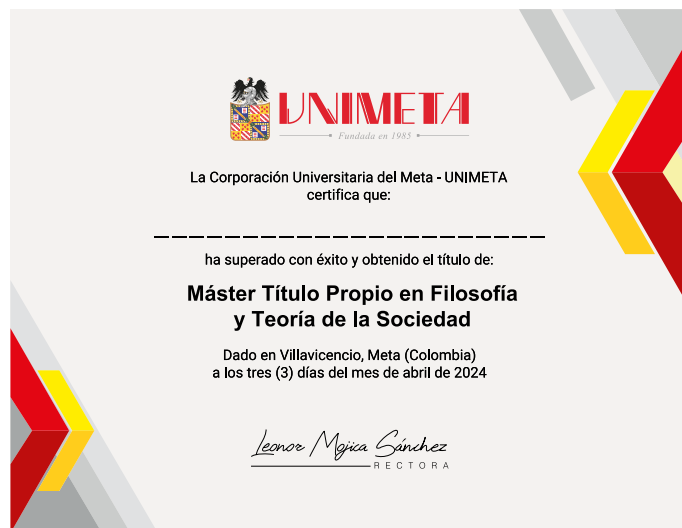 UNIMETA
Fundada en 1985
La Corporación Universitaria del Meta - UNIMETA
certifica que:
ha superado con éxito y obtenido el título de:
Máster Título Propio en Filosofía
y Teoría de la Sociedad
Dado en Villavicencio, Meta (Colombia)
a los tres (3) días del mes de abril de 2024
Leonor Mojica Sánchez
RECTORA